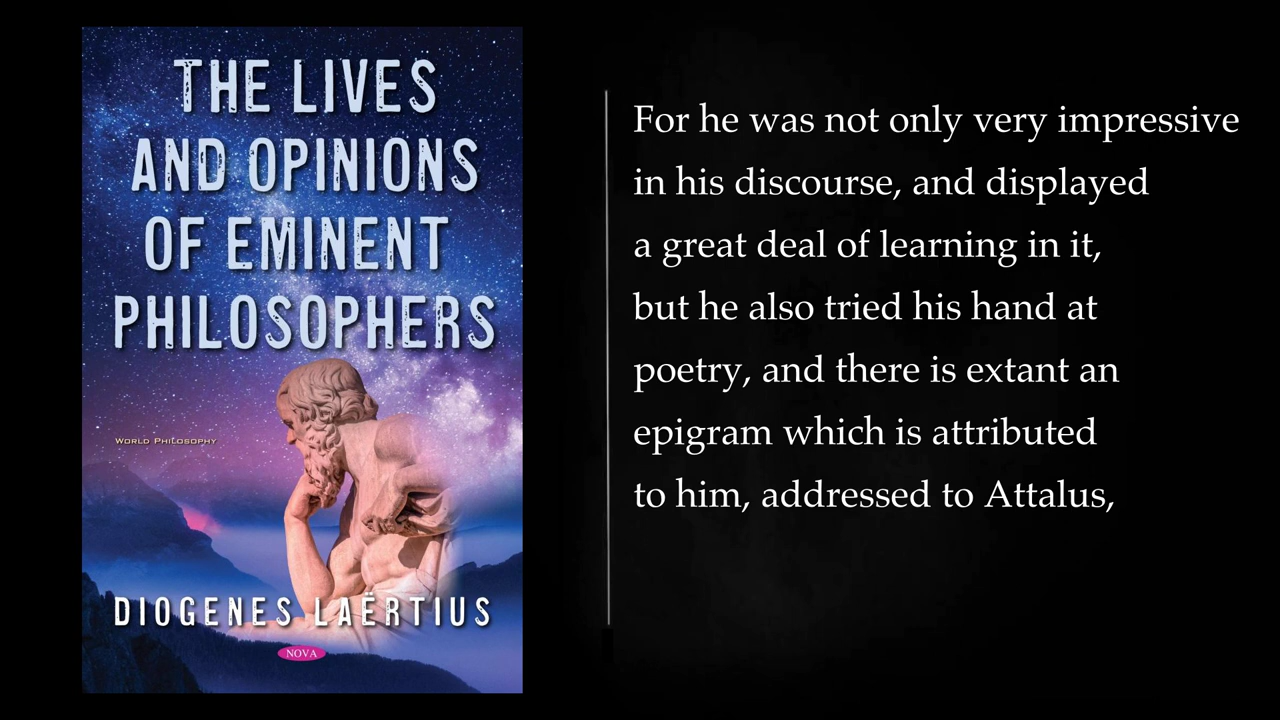 THE LIVES
AND OPINIONS
OF EMINENT
PHILOSOPHERS
WORLD PHILOSOPHY
DIOGENES LAËRTIUS
NOVA
For he was not only very impressive
in his discourse, and displayed
a great deal of learning in it,
but he also tried his hand at
poetry, and there is extant an
epigram which is attributed
to him, addressed to Attalus,